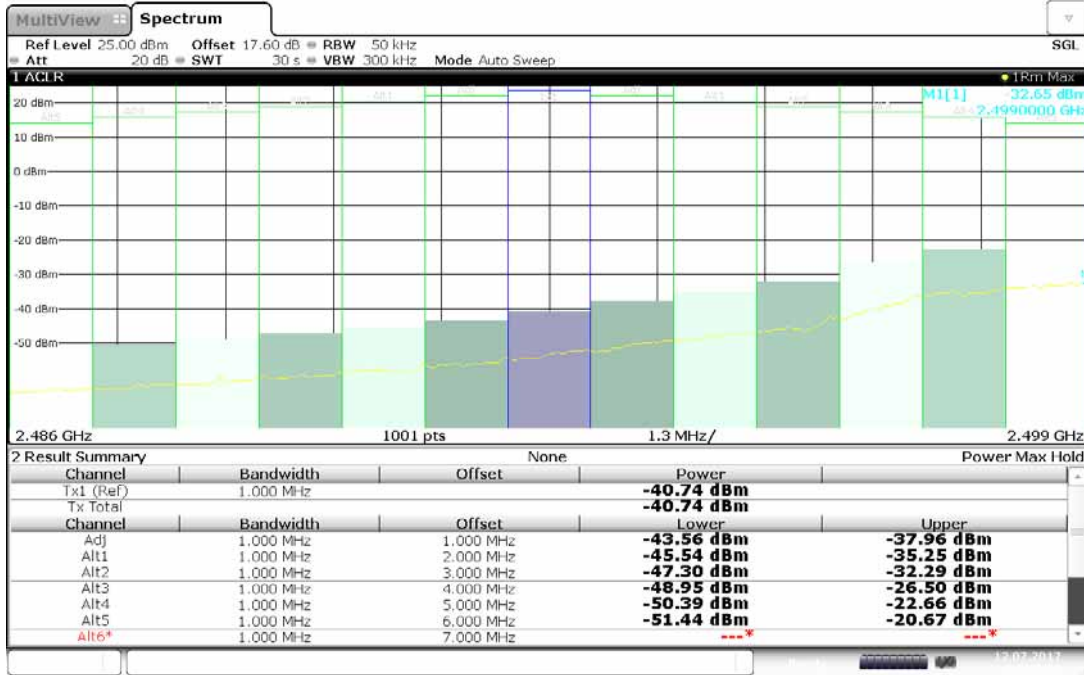 MultiView Spectrum
Ref Level 25.00 dBm Offset 17.60 dB RBW 50 kHz
SGL
Att 20 dB SWT 30 s VBW 300 kHz Mode Auto Sweep
1 ACLR 1Rm Max
M1[1] -32.65 dBm
2.4990000 GHz
20 dBm
10 dBm
0 dBm
-10 dBm
-20 dBm
-30 dBm
-40 dBm
-50 dBm
2.486 GHz 1001 pts 1.3 MHz/ 2.499 GHz
2 Result Summary None Power Max Hold
Channel Bandwidth Offset Power
Tx1 (Ref) 1.000 MHz -40.74 dBm
Tx Total -40.74 dBm
Channel Bandwidth Offset Lower Upper
Adj 1.000 MHz 1.000 MHz -43.56 dBm -37.96 dBm
Alt1 1.000 MHz 2.000 MHz -45.54 dBm -35.25 dBm
Alt2 1.000 MHz 3.000 MHz -47.30 dBm -32.29 dBm
Alt3 1.000 MHz 4.000 MHz -48.95 dBm -26.50 dBm
Alt4 1.000 MHz 5.000 MHz -50.39 dBm -22.66 dBm
Alt5 1.000 MHz 6.000 MHz -51.44 dBm -20.67 dBm
Alt6* 1.000 MHz 7.000 MHz ---* ---*
12.07.2017